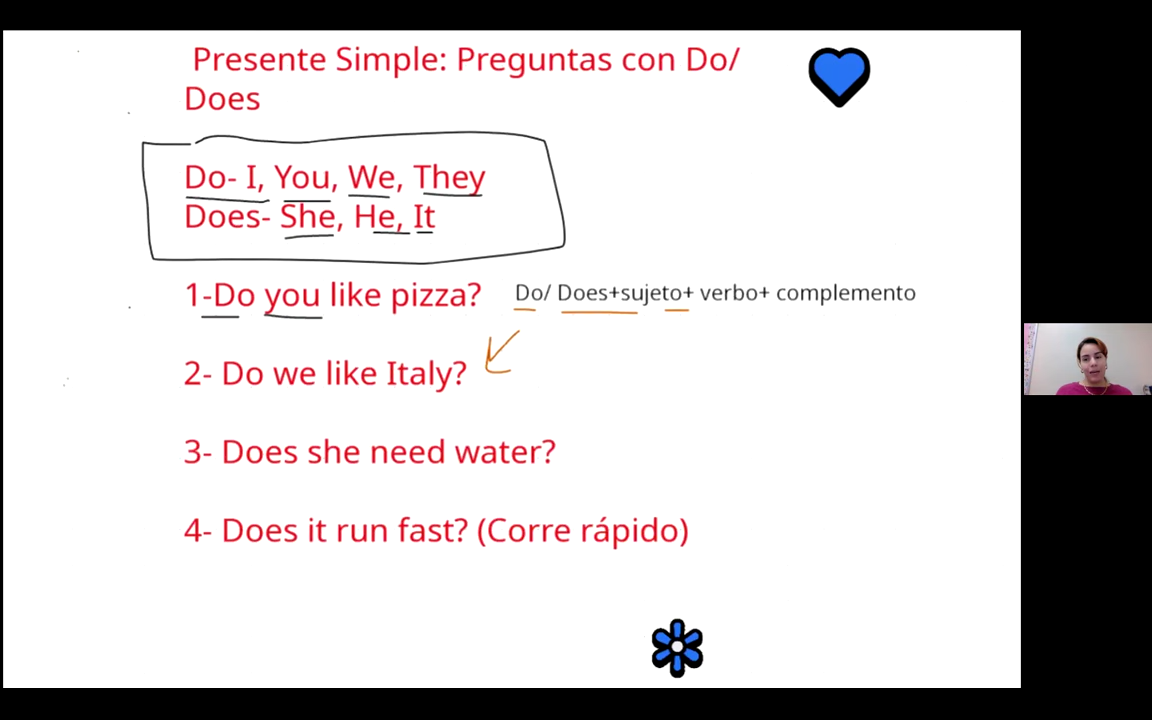 Presente Simple: Preguntas con Do/
Does
Do- I, You, We, They
Does- She, He, It
1-Do you like pizza?
Do/ Does+sujeto+ verbo+ complemento
2- Do we like Italy?
3- Does she need water?
4- Does it run fast? (Corre rápido)